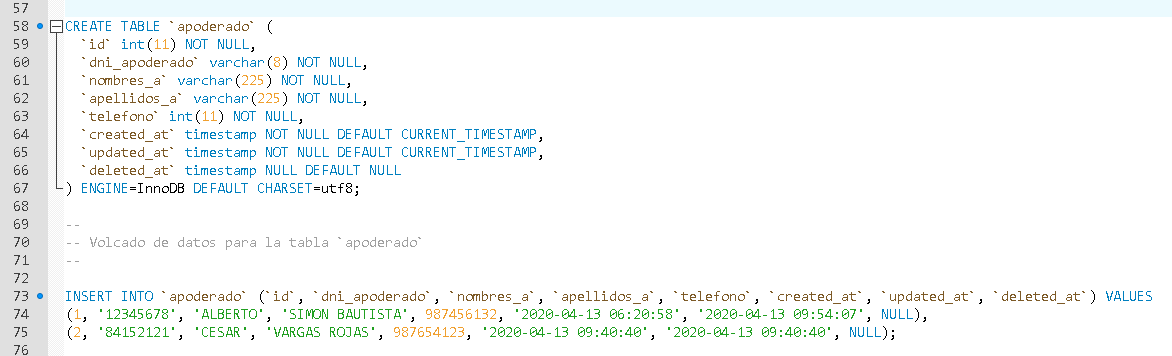 57
58 CREATE TABLE `apoderado` (
59 `id` int(11) NOT NULL,
60 `dni_apoderado` varchar(8) NOT NULL,
61 `nombres_a` varchar(225) NOT NULL,
62 `apellidos_a` varchar(225) NOT NULL,
63 `telefono` int(11) NOT NULL,
64 `created_at` timestamp NOT NULL DEFAULT CURRENT_TIMESTAMP,
65 `updated_at` timestamp NOT NULL DEFAULT CURRENT_TIMESTAMP,
66 `deleted_at` timestamp NULL DEFAULT NULL
67 ) ENGINE=InnoDB DEFAULT CHARSET=utf8;
68
69 --
70 -- Volcado de datos para la tabla `apoderado`
71 --
72
73 INSERT INTO `apoderado` (`id`, `dni_apoderado`, `nombres_a`, `apellidos_a`, `telefono`, `created_at`, `updated_at`, `deleted_at`) VALUES
74 (1, '12345678', 'ALBERTO', 'SIMON BAUTISTA', 987456132, '2020-04-13 06:20:58', '2020-04-13 09:54:07', NULL),
75 (2, '84152121', 'CESAR', 'VARGAS ROJAS', 987654123, '2020-04-13 09:40:40', '2020-04-13 09:40:40', NULL);
76